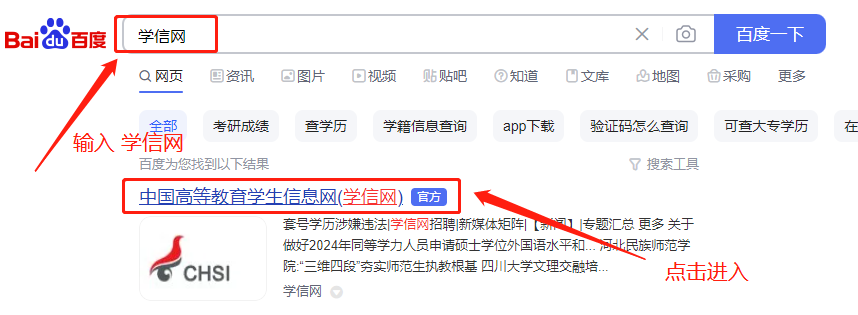 Bai du 百度
学信网
百度一下
网页 资讯 图片 视频 贴吧 知道 文库 地图 采购 更多
全部 考研成绩 查学历 学籍信息查询 app下载 验证码怎么查询 可查大专学历 在
输入 学信网
百度为您找到以下结果 搜索工具
中国高等教育学生信息网(学信网) 官方
套号学历涉嫌违法|学信网招聘|新媒体矩阵|【新闻】|专题汇总 更多 关于
做好2024年同等学力人员申请硕士学位外国语水平和... 河北民族师范学
院:“三维四段”夯实师范生执教根基 四川大学文理交融培...
CHSI
点击进入
学信网